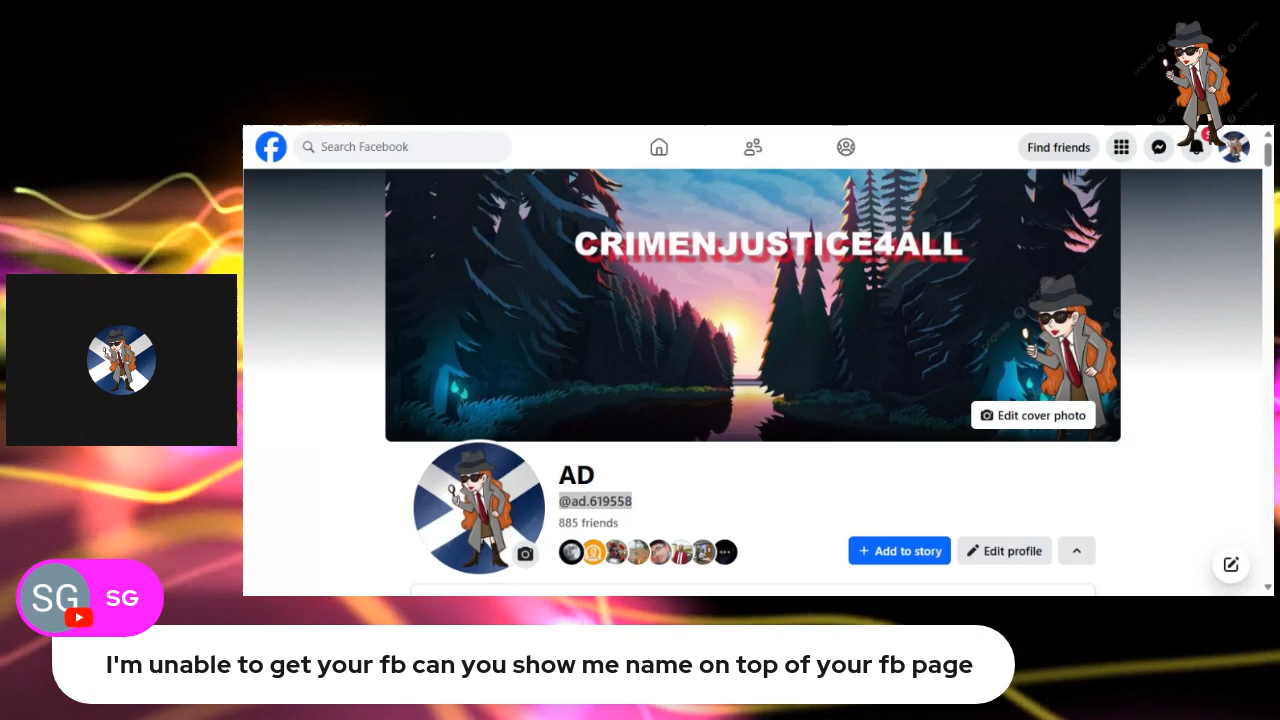 Search Facebook
Find friends
CRIMENJUSTICE4ALL
Edit cover photo
AD
@ad.619558
885 friends
+ Add to story
Edit profile
SG
SG
I'm unable to get your fb can you show me name on top of your fb page